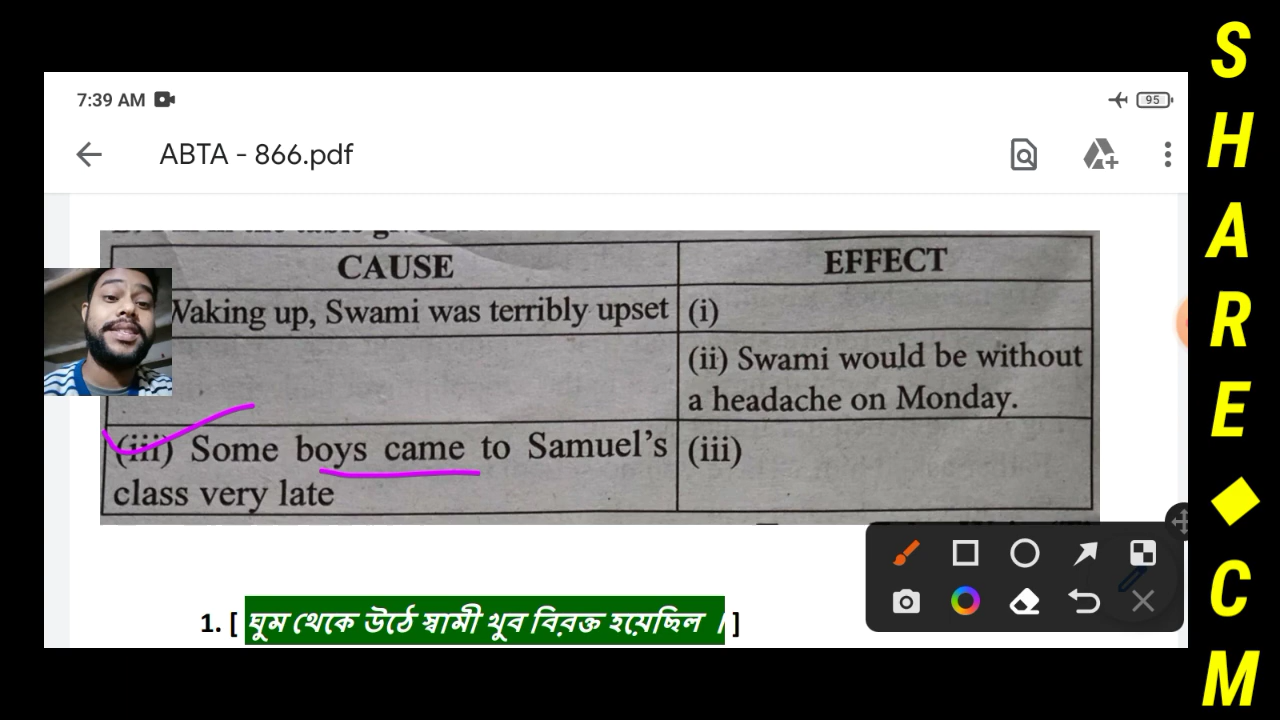 7:39 AM
95
ABTA - 866.pdf
CAUSE
EFFECT
Waking up, Swami was terribly upset
(i)
(ii) Swami would be without
a headache on Monday.
(iii) Some boys came to Samuel's
class very late
(iii)
1. [ ঘুম থেকে উঠে স্বামী খুব বিরক্ত হয়েছিল । ]
SHARE◆CM